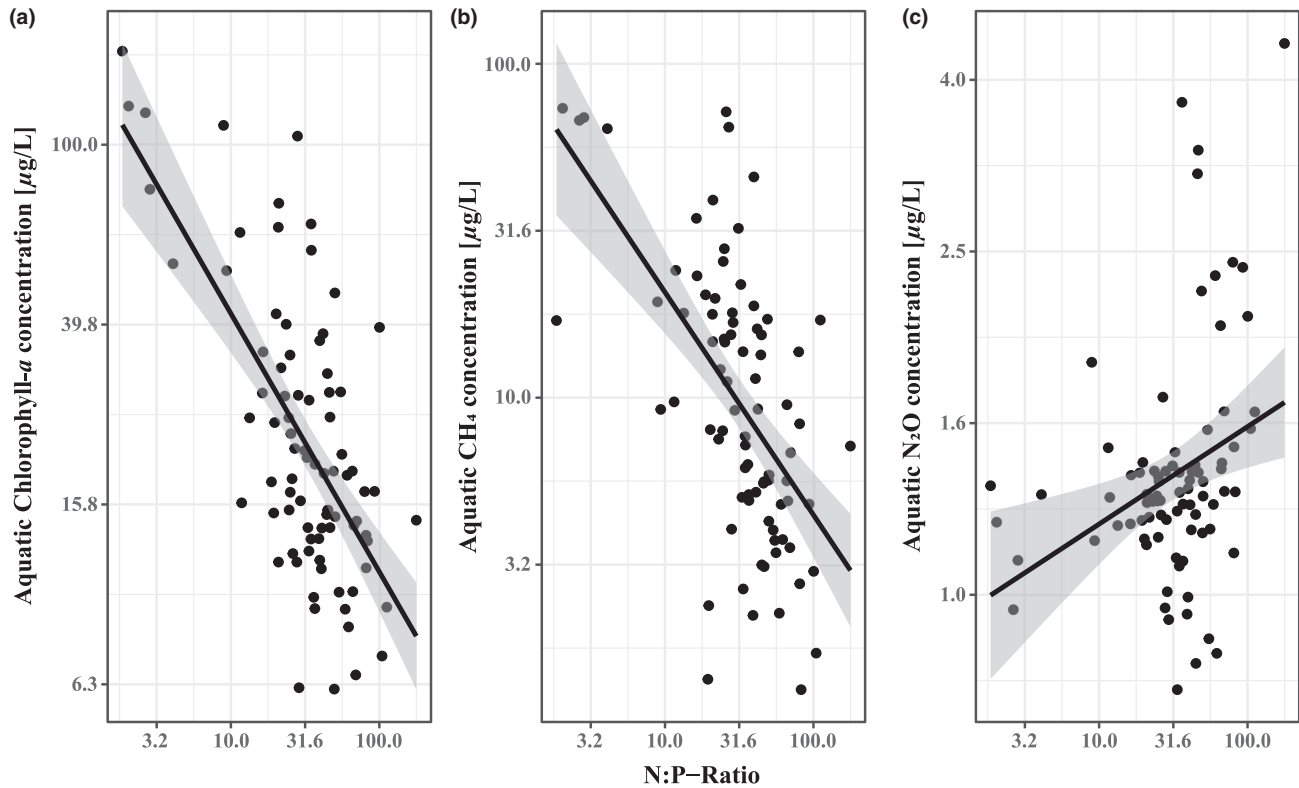 (a)
Aquatic Chlorophyll-a concentration [µg/L]
100.0
39.8
15.8
6.3
3.2 10.0 31.6 100.0
(b)
Aquatic CH₄ concentration [µg/L]
100.0
31.6
10.0
3.2
3.2 10.0 31.6 100.0
(c)
Aquatic N₂O concentration [µg/L]
4.0
2.5
1.6
1.0
3.2 10.0 31.6 100.0
N:P−Ratio